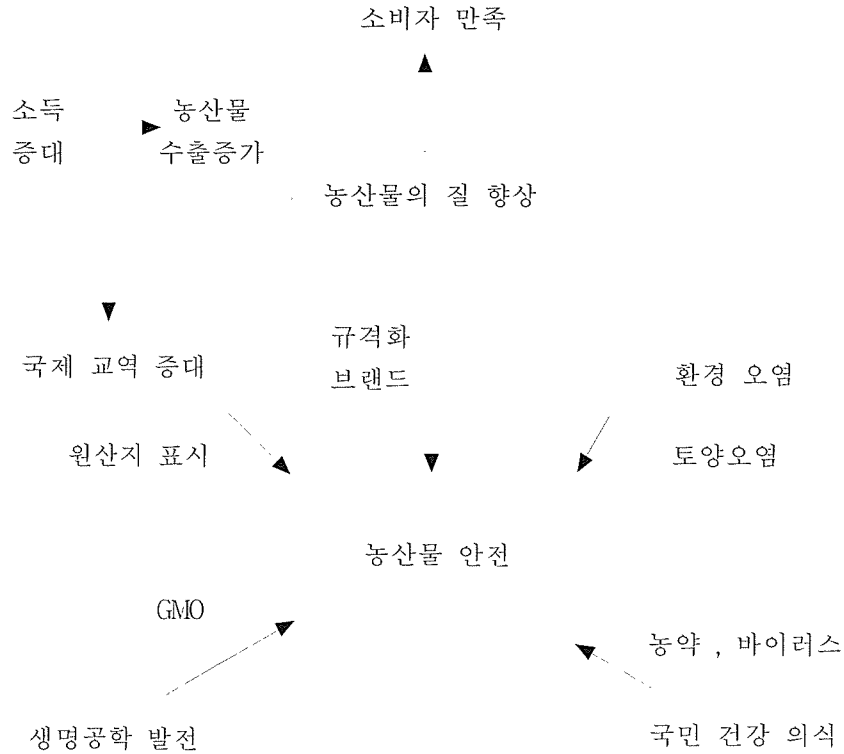 소비자 만족
소득
증대
농산물
수출증가
농산물의 질 향상
규격화
브랜드
국제 교역 증대
환경 오염
원산지 표시
토양오염
농산물 안전
GMO
농약 , 바이러스
생명공학 발전
국민 건강 의식